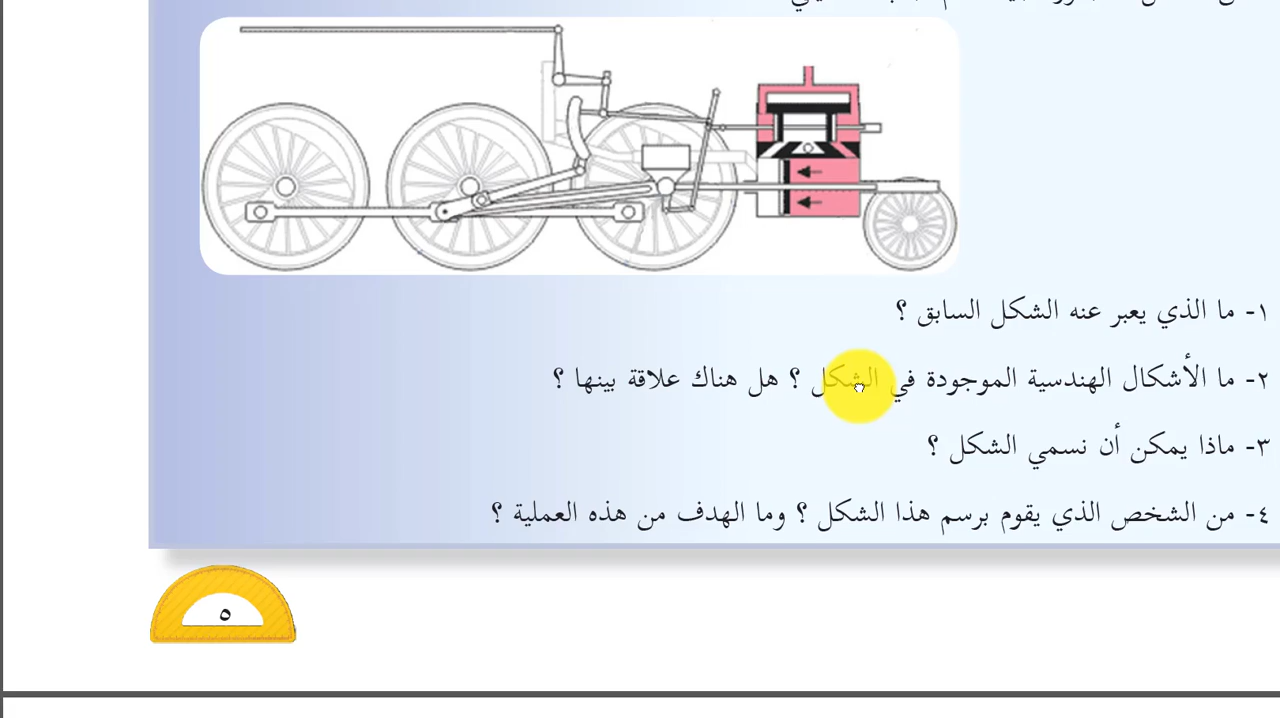 ١- ما الذي يعبر عنه الشكل السابق ؟
٢- ما الأشكال الهندسية الموجودة في الشكل ؟ هل هناك علاقة بينها ؟
٣- ماذا يمكن أن نسمي الشكل ؟
٤- من الشخص الذي يقوم برسم هذا الشكل ؟ وما الهدف من هذه العملية ؟
٥